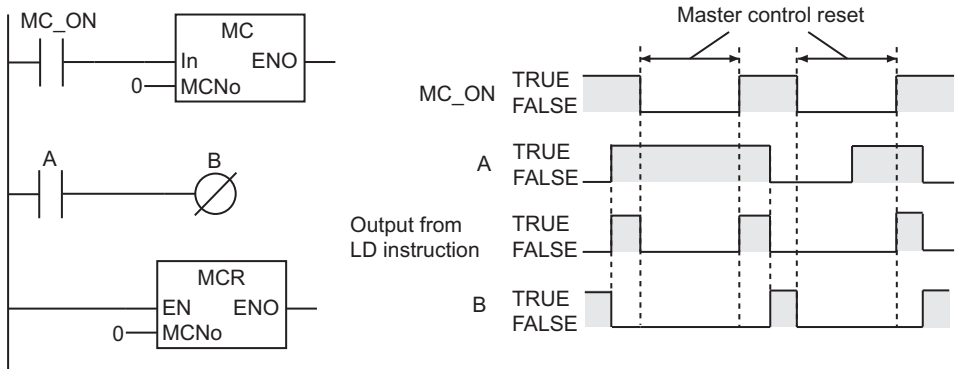 MC_ON
MC
In ENO
0 MCNo
A B
MCR
EN ENO
0 MCNo
Master control reset
MC_ON TRUE
FALSE
A TRUE
FALSE
Output from
LD instruction
TRUE
FALSE
B TRUE
FALSE